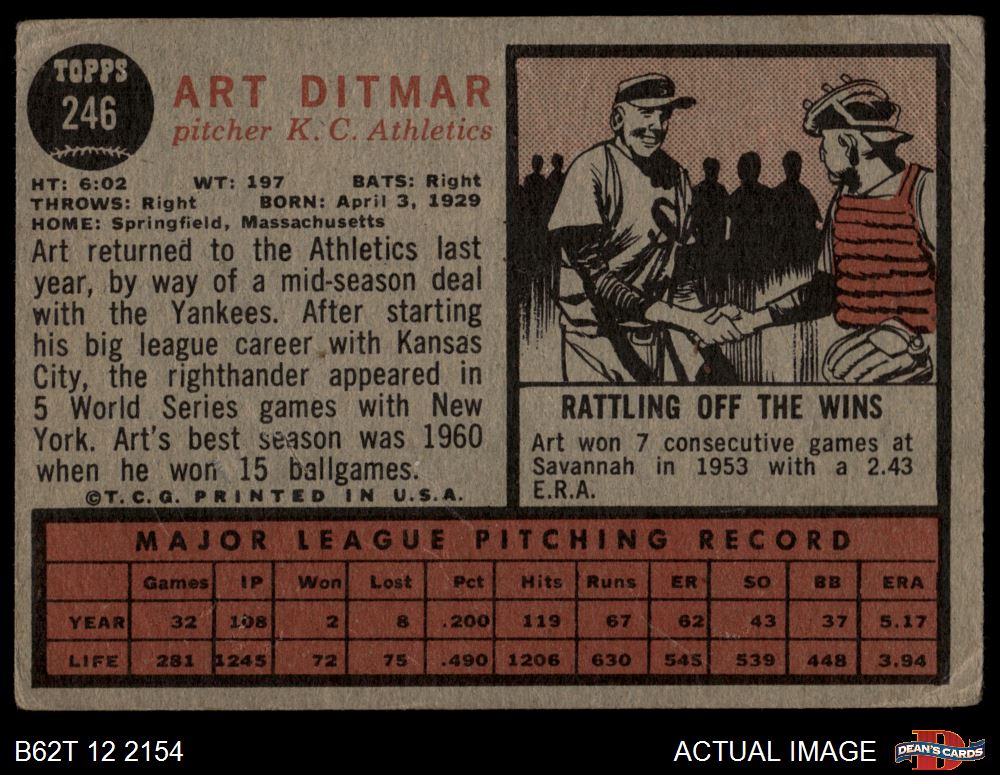 TOPPS
246
ART DITMAR
pitcher K. C. Athletics
HT: 6:02 WT: 197 BATS: Right
THROWS: Right BORN: April 3, 1929
HOME: Springfield, Massachusetts
Art returned to the Athletics last
year, by way of a mid-season deal
with the Yankees. After starting
his big league career with Kansas
City, the righthander appeared in
5 World Series games with New
York. Art's best season was 1960
when he won 15 ballgames.
©T.C.G. PRINTED IN U.S.A.
S
RATTLING OFF THE WINS
Art won 7 consecutive games at
Savannah in 1953 with a 2.43
E.R.A.
MAJOR LEAGUE PITCHING RECORD
Games IP Won Lost Pct Hits Runs ER SO BB ERA
YEAR 32 108 2 8 .200 119 67 62 43 37 5.17
LIFE 281 1245 72 75 .490 1206 630 545 539 448 3.94
B62T 12 2154
ACTUAL IMAGE
D
DEAN'S CARDS